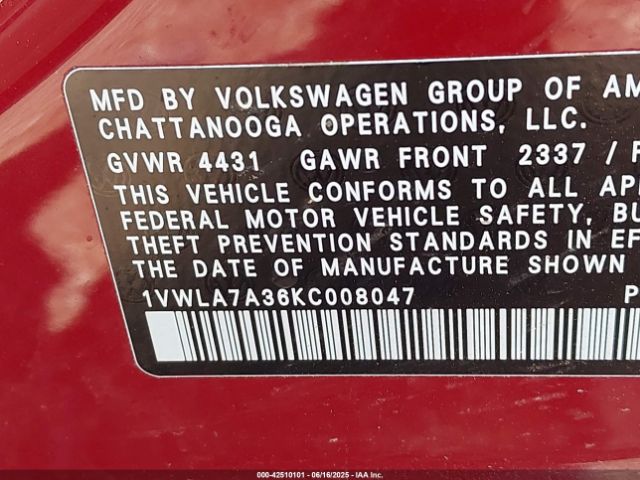 MFD BY VOLKSWAGEN GROUP OF AM
CHATTANOOGA OPERATIONS, LLC.
GVWR 4431 GAWR FRONT 2337 / F
THIS VEHICLE CONFORMS TO ALL AP
FEDERAL MOTOR VEHICLE SAFETY, BU
THEFT PREVENTION STANDARDS IN EF
THE DATE OF MANUFACTURE SHOWN
1VWLA7A36KC008047 P
000-42510101 - 06/16/2025 - IAA, Inc.